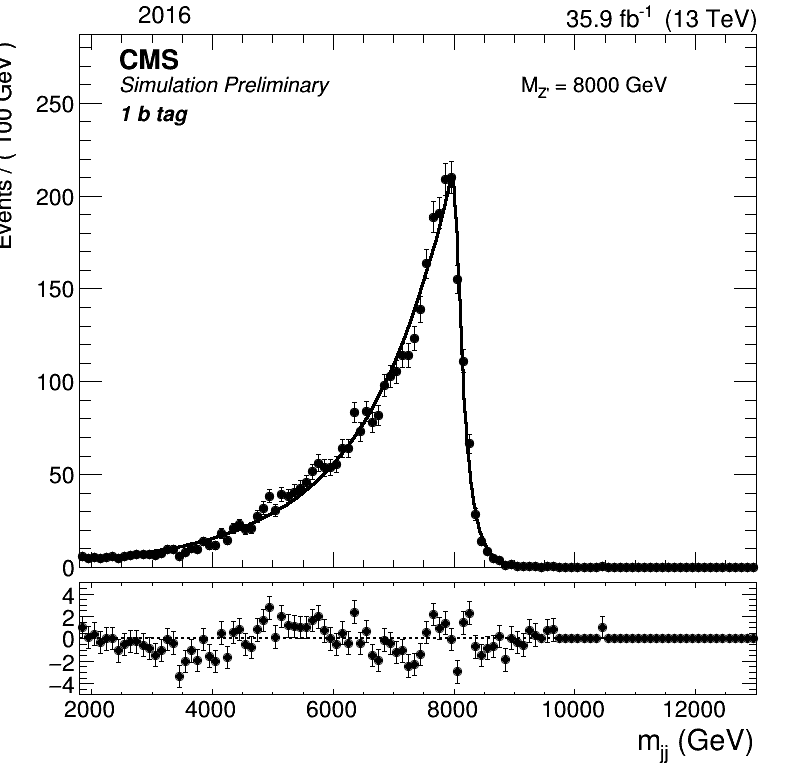 2016
35.9 fb⁻¹ (13 TeV)
CMS
Simulation Preliminary
1 b tag
M_Z' = 8000 GeV
Events / ( 100 GeV )
250
200
150
100
50
0
4
2
0
−2
−4
2000 4000 6000 8000 10000 12000
m_jj (GeV)